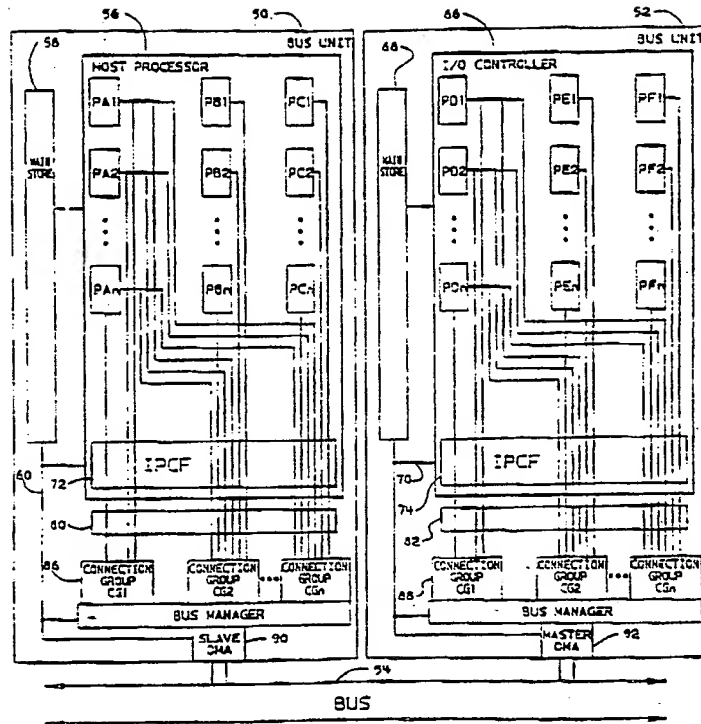 56 50 66 52
58 BUS UNIT 68 BUS UNIT
HOST PROCESSOR I/O CONTROLLER
PA1 PB1 PC1 PD1 PE1 PF1
MAIN STORE MAIN STORE
PA2 PB2 PC2 PD2 PE2 PF2
PAn PBn PCn PDn PEn PFn
IPCF IPCF
60 72 70 74
80 82
86 CONNECTION GROUP CG1 CONNECTION GROUP CG2 CONNECTION GROUP CGn 88 CONNECTION GROUP CG1 CONNECTION GROUP CG2 CONNECTION GROUP CGn
BUS MANAGER BUS MANAGER
SLAVE DMA 90 MASTER DMA 92
54
BUS